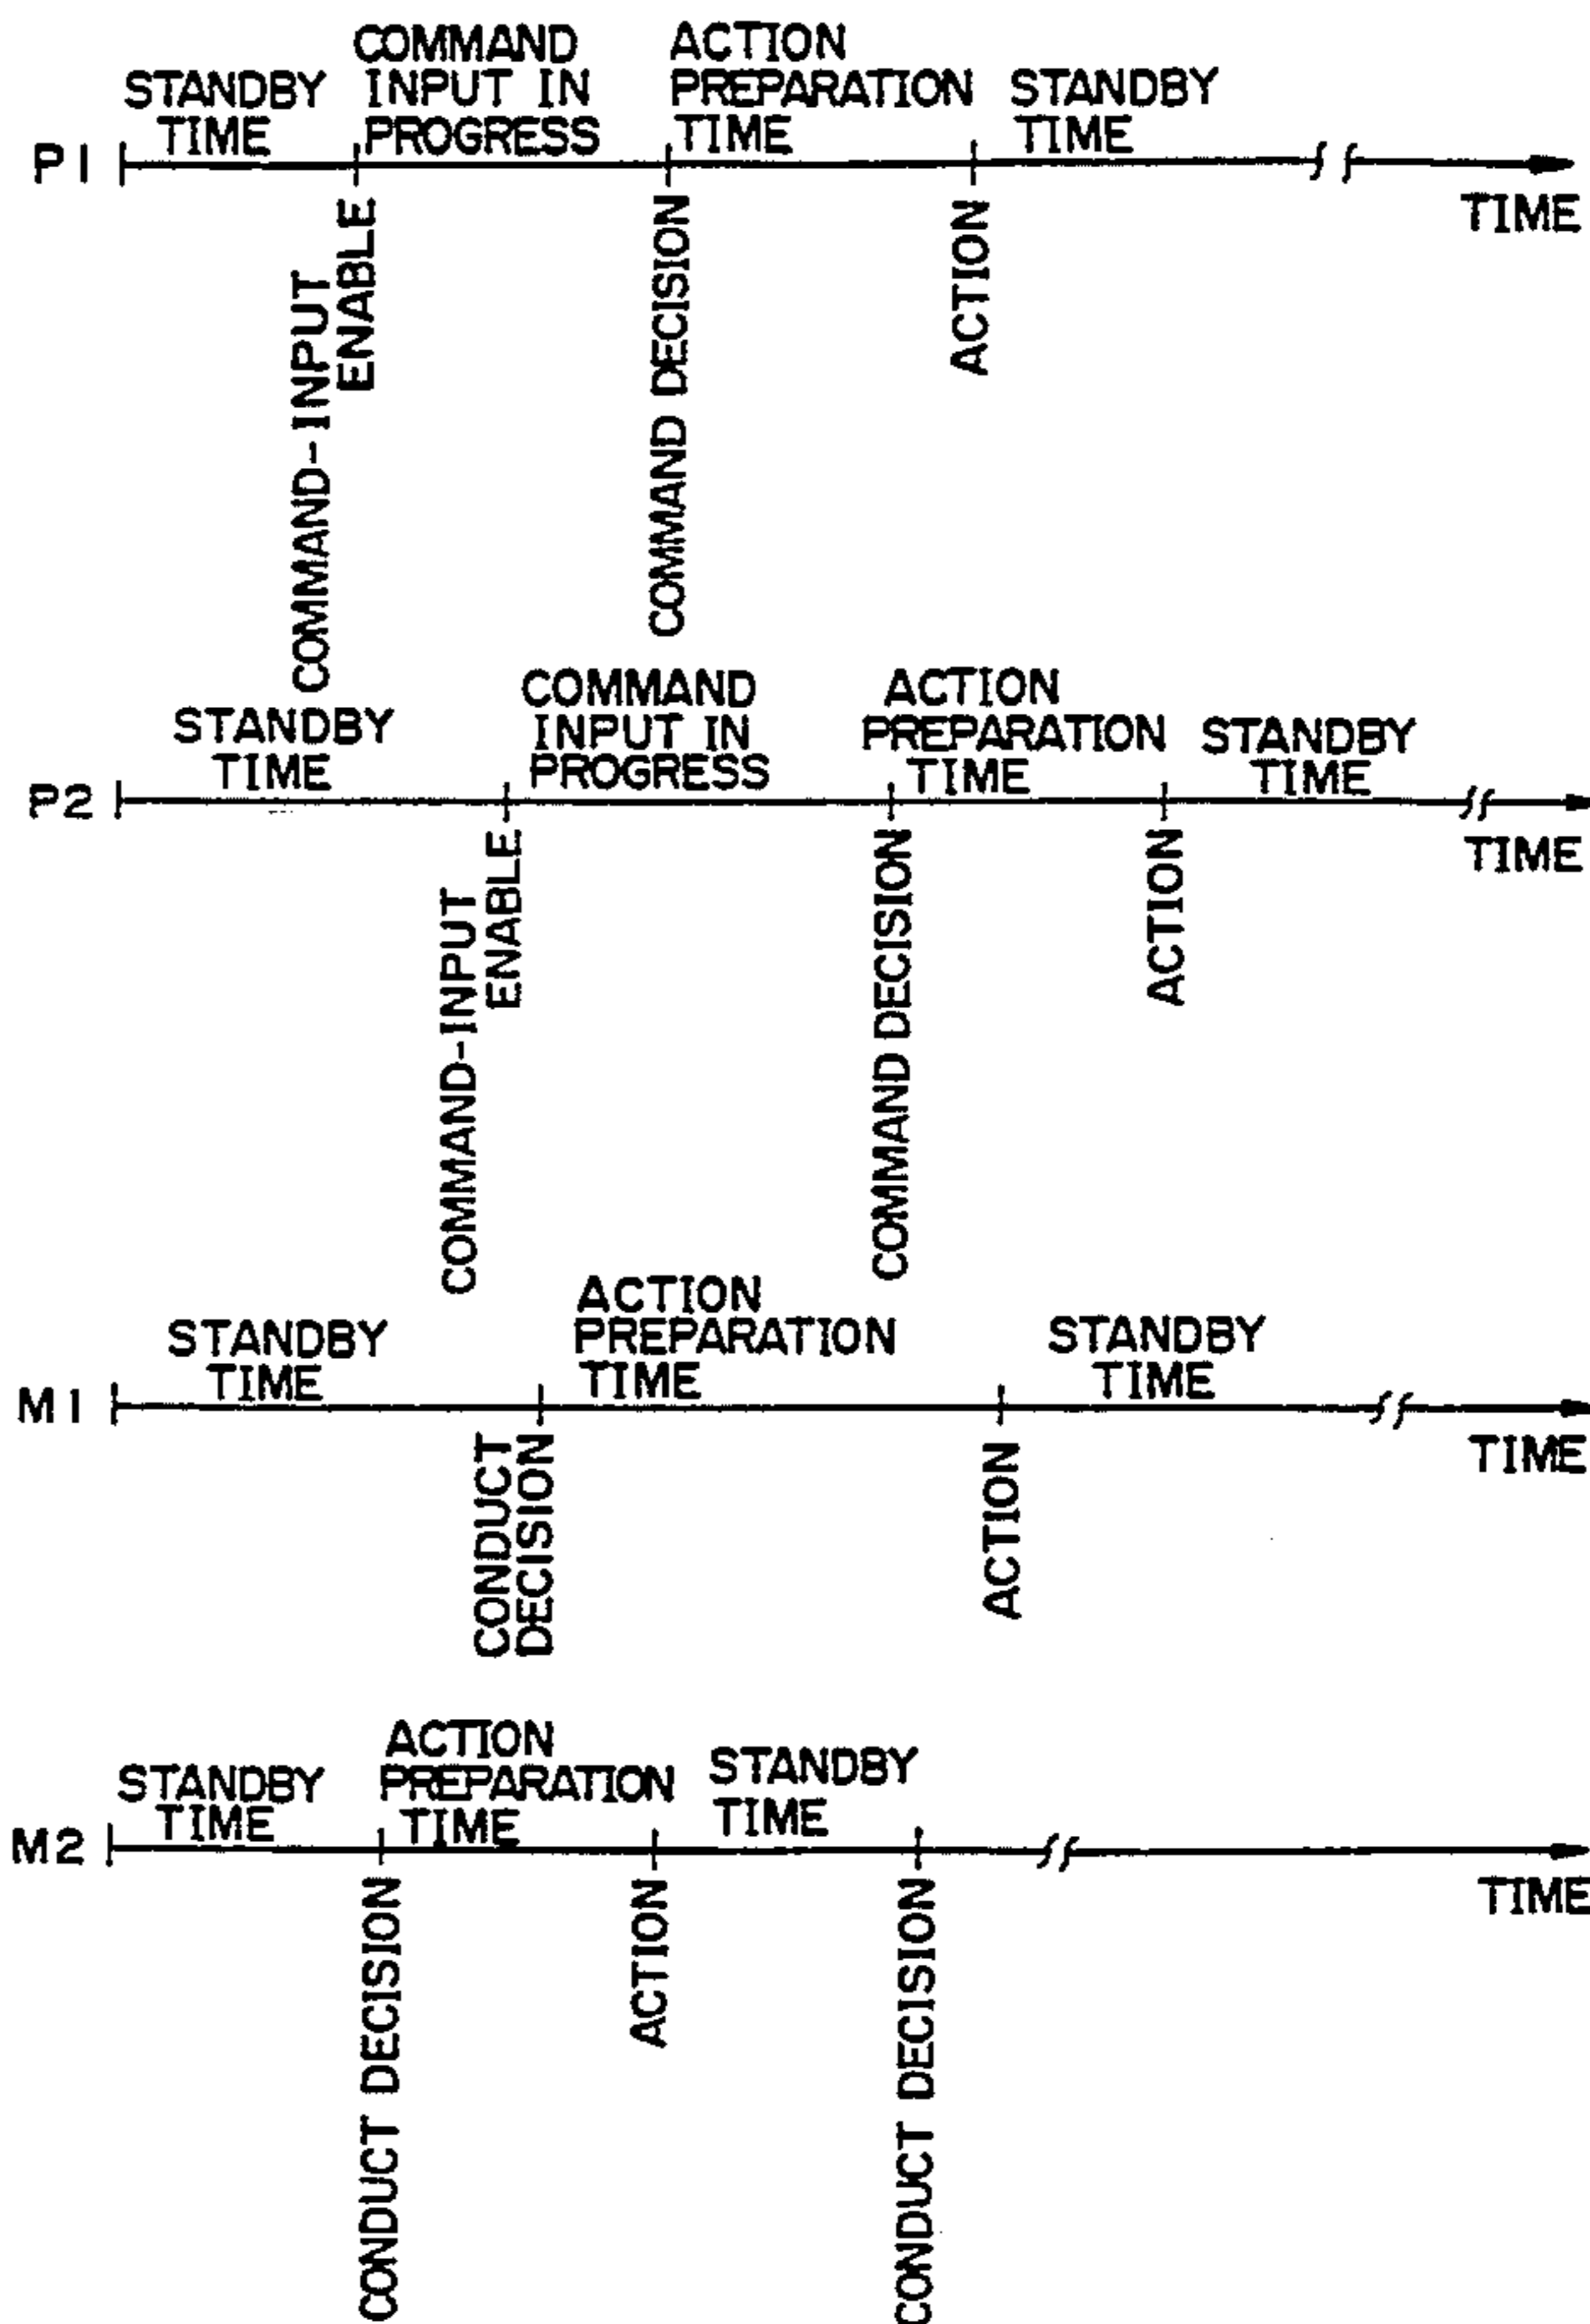 STANDBY
TIME
COMMAND
INPUT IN
PROGRESS
ACTION
PREPARATION
TIME
STANDBY
TIME
P1
TIME
COMMAND-INPUT
ENABLE
COMMAND DECISION
ACTION
STANDBY
TIME
COMMAND
INPUT IN
PROGRESS
ACTION
PREPARATION
TIME
STANDBY
TIME
P2
TIME
COMMAND-INPUT
ENABLE
COMMAND DECISION
ACTION
STANDBY
TIME
ACTION
PREPARATION
TIME
STANDBY
TIME
M1
TIME
CONDUCT
DECISION
ACTION
STANDBY
TIME
ACTION
PREPARATION
TIME
STANDBY
TIME
M2
TIME
CONDUCT DECISION
ACTION
CONDUCT DECISION